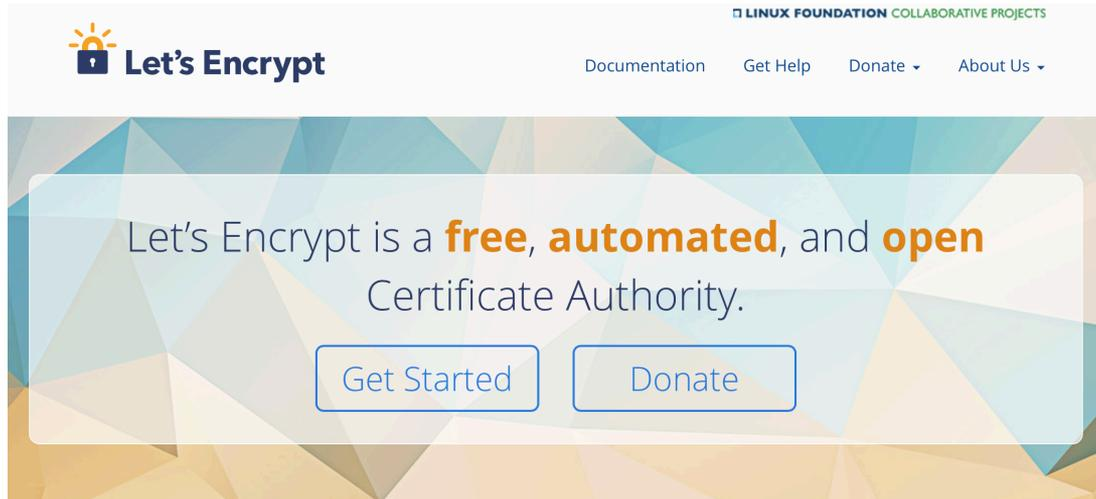 LINUX FOUNDATION COLLABORATIVE PROJECTS
Let's Encrypt
Documentation Get Help Donate About Us
Let's Encrypt is a free, automated, and open
Certificate Authority.
Get Started Donate